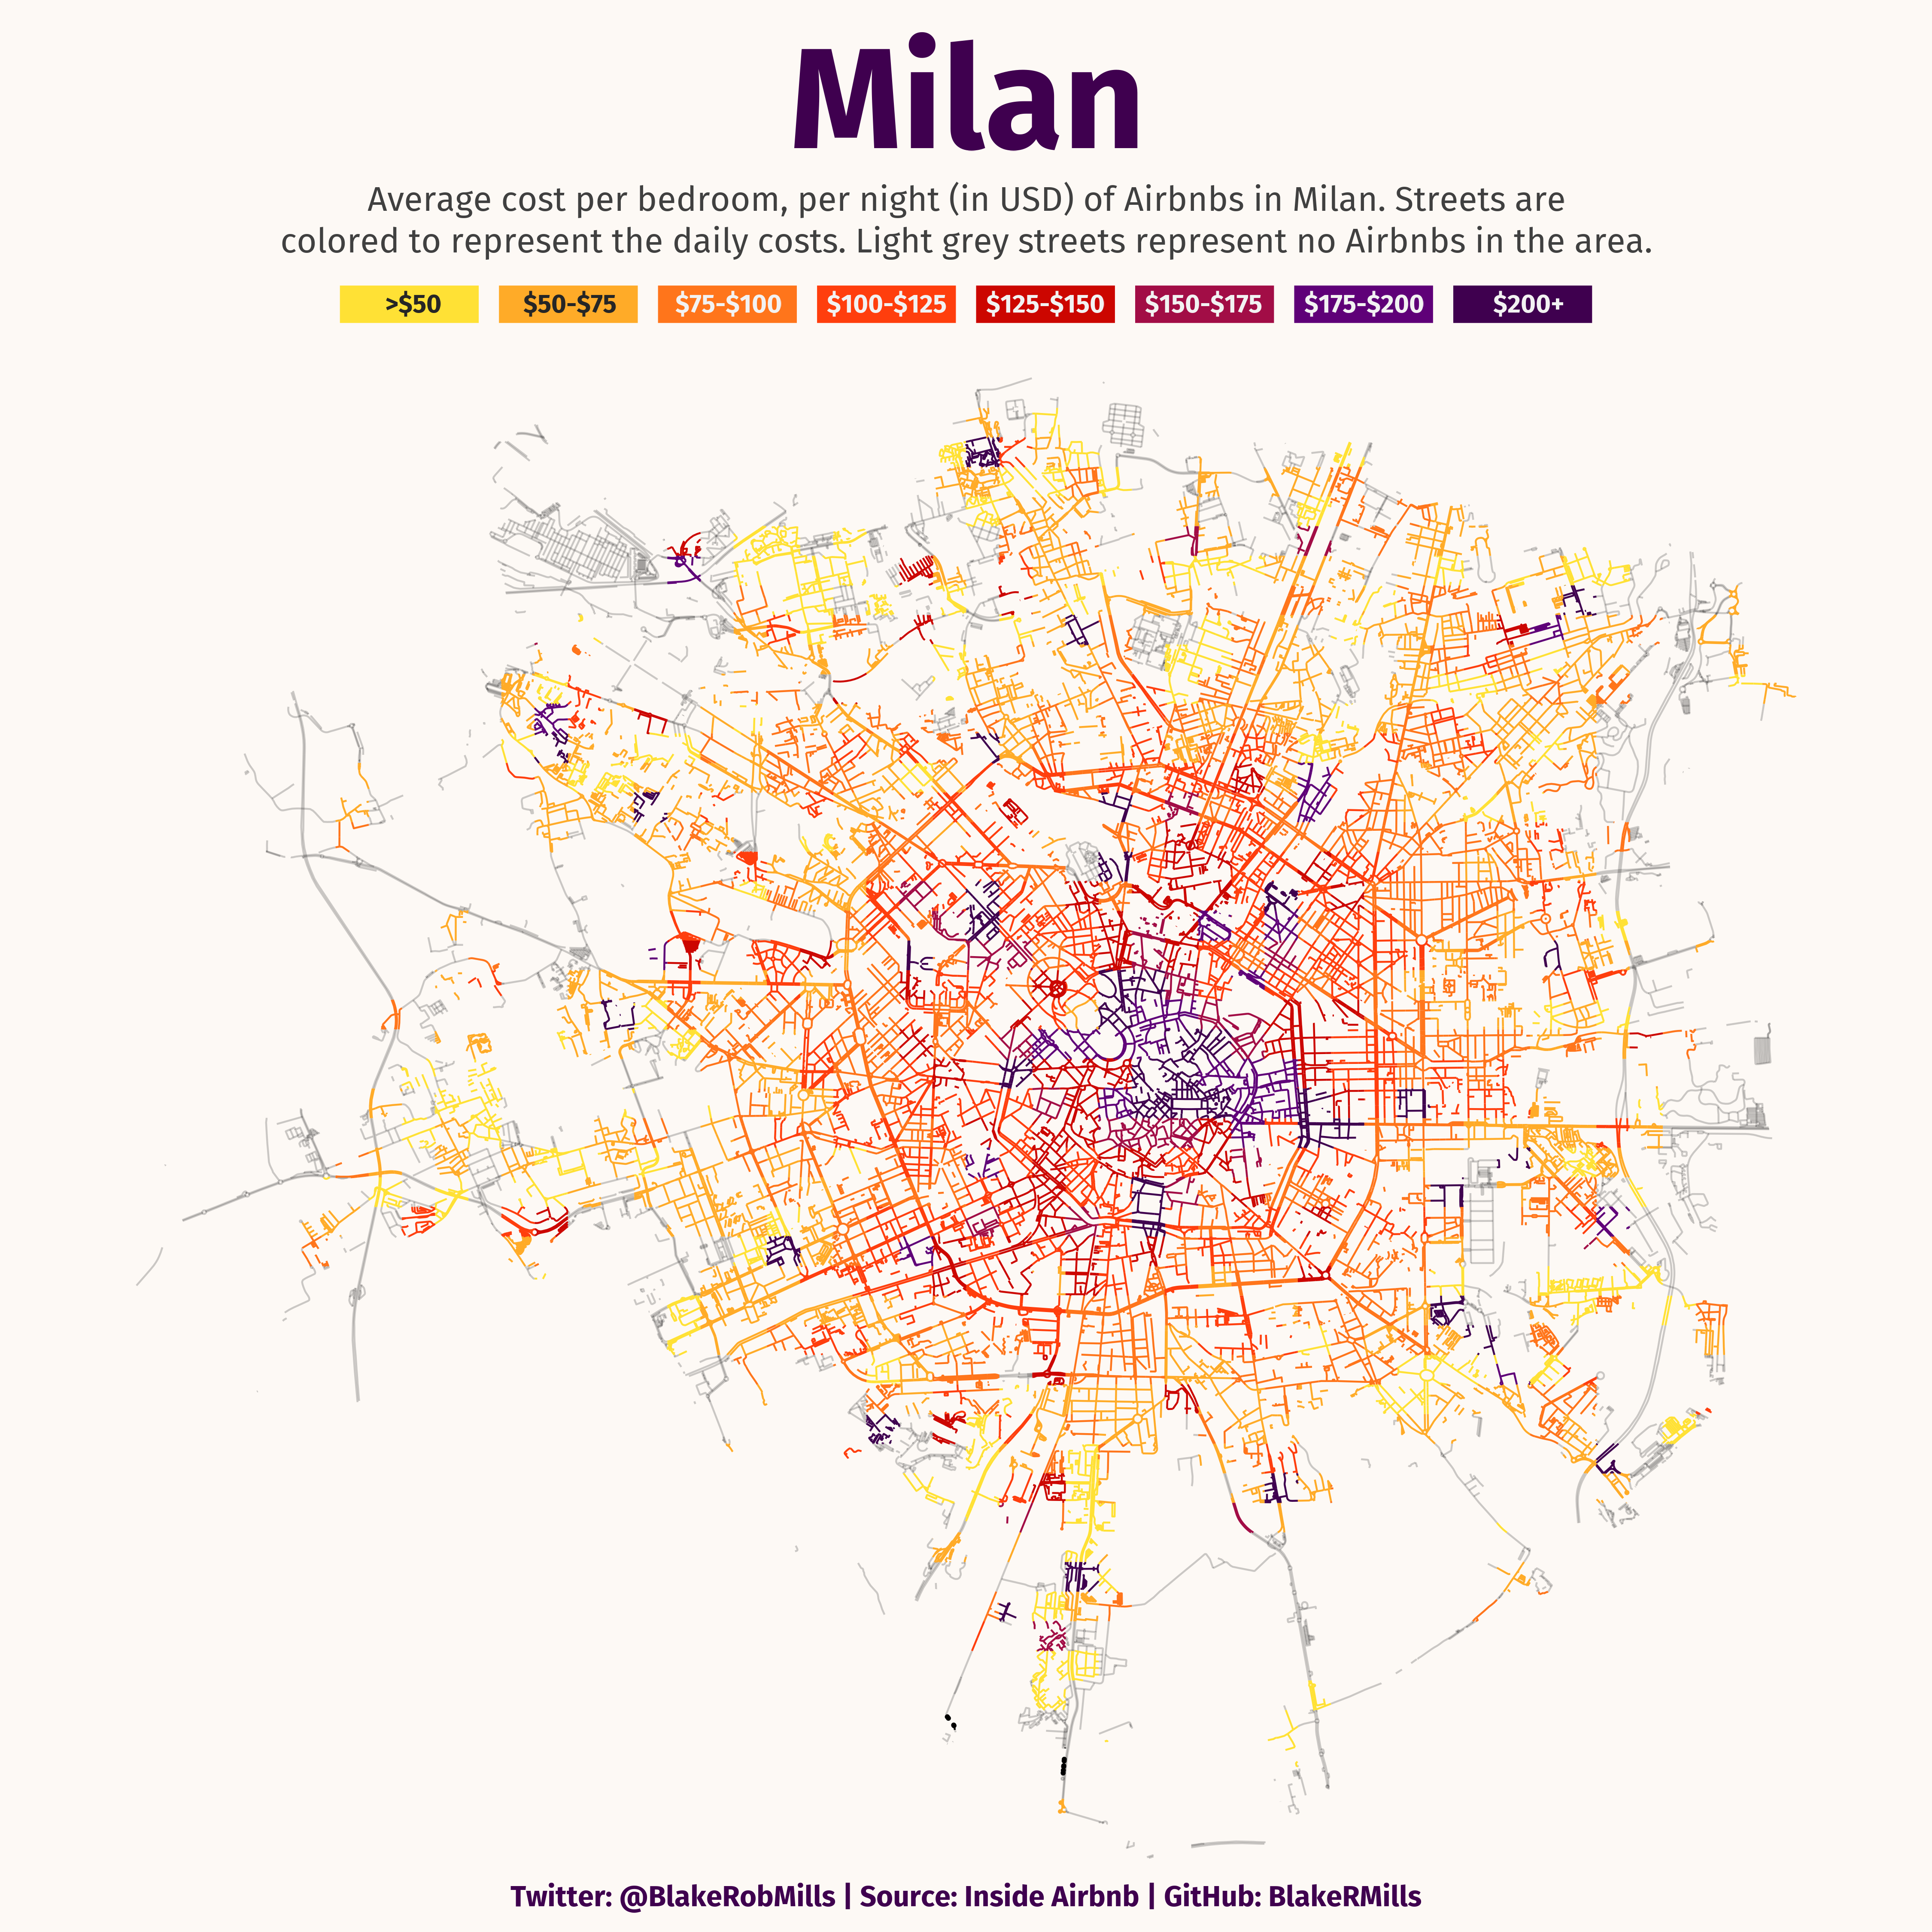 Milan
Average cost per bedroom, per night (in USD) of Airbnbs in Milan. Streets are
colored to represent the daily costs. Light grey streets represent no Airbnbs in the area.
>$50 $50-$75 $75-$100 $100-$125 $125-$150 $150-$175 $175-$200 $200+
Twitter: @BlakeRobMills | Source: Inside Airbnb | GitHub: BlakeRMills